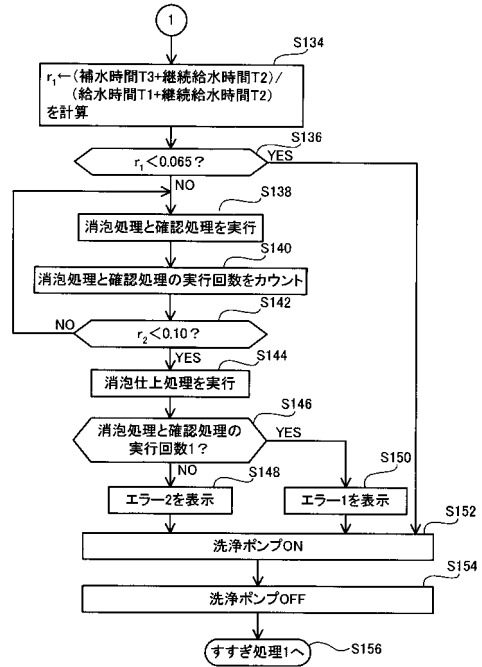 1
S134
r₁←(補水時間T3+継続給水時間T2)/
(給水時間T1+継続給水時間T2)
を計算
S136
r₁<0.065?
YES
NO
S138
消泡処理と確認処理を実行
S140
消泡処理と確認処理の実行回数をカウント
S142
NO
r₂<0.10?
YES
S144
消泡仕上処理を実行
S146
消泡処理と確認処理の
実行回数1?
YES
NO
S148
S150
エラー2を表示
エラー1を表示
S152
洗浄ポンプON
S154
洗浄ポンプOFF
すすぎ処理1へ
S156